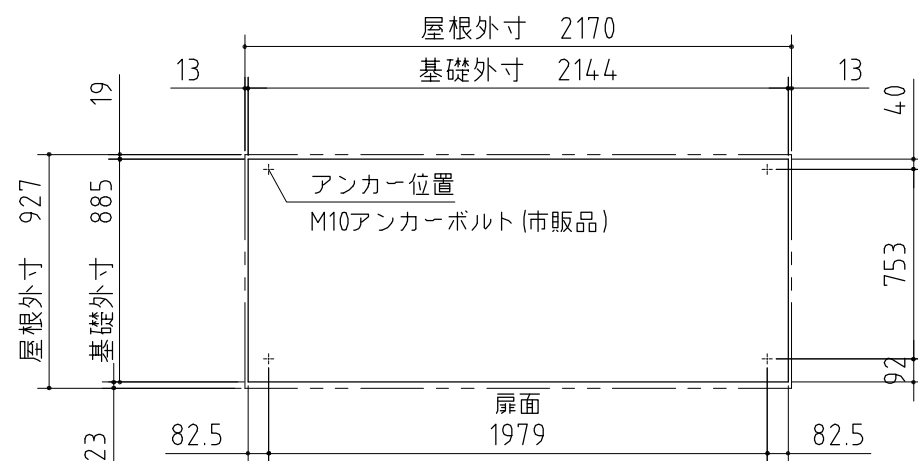 屋根外寸 2170
13
基礎外寸 2144
13
19
40
屋根外寸 927
基礎外寸 885
アンカー位置
M10アンカーボルト(市販品)
753
92
扉面
23
82.5
1979
82.5